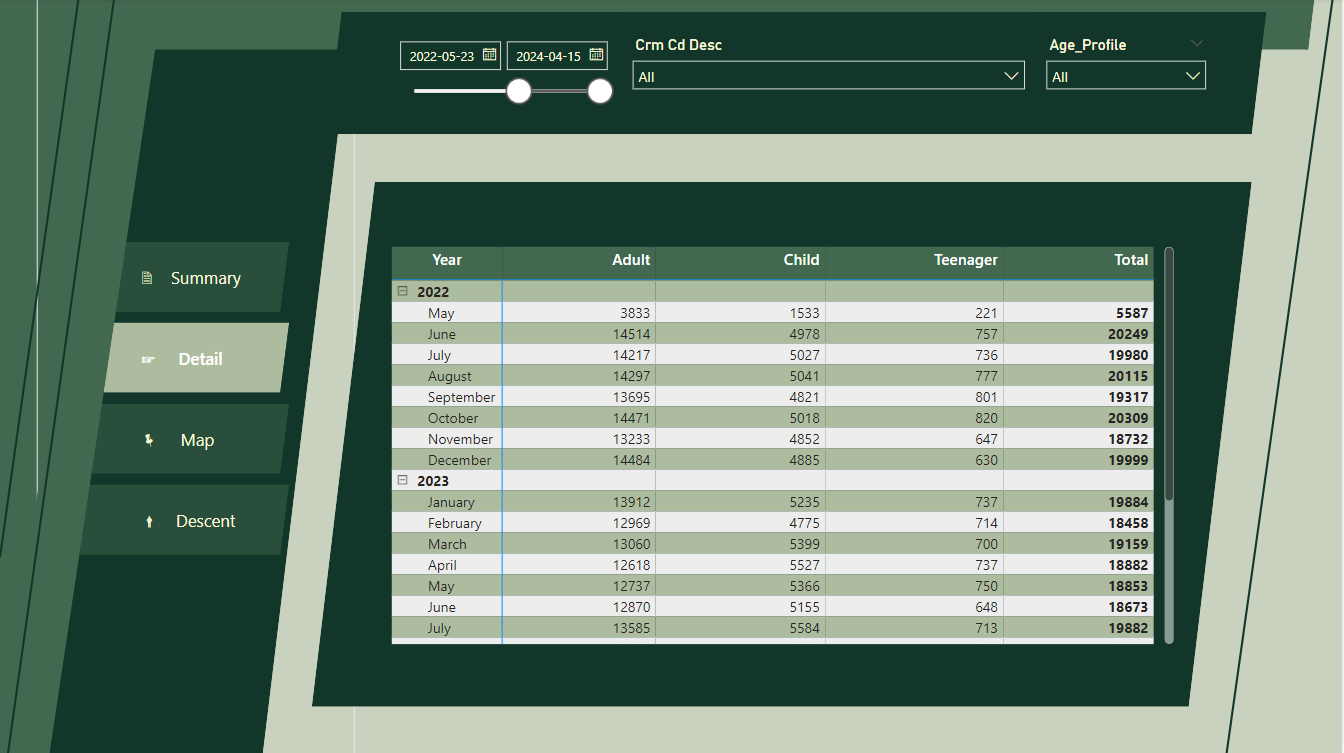 2022-05-23 2024-04-15
Crm Cd Desc
All
Age_Profile
All
Summary
Detail
Map
Descent
Year Adult Child Teenager Total
2022
May 3833 1533 221 5587
June 14514 4978 757 20249
July 14217 5027 736 19980
August 14297 5041 777 20115
September 13695 4821 801 19317
October 14471 5018 820 20309
November 13233 4852 647 18732
December 14484 4885 630 19999
2023
January 13912 5235 737 19884
February 12969 4775 714 18458
March 13060 5399 700 19159
April 12618 5527 737 18882
May 12737 5366 750 18853
June 12870 5155 648 18673
July 13585 5584 713 19882